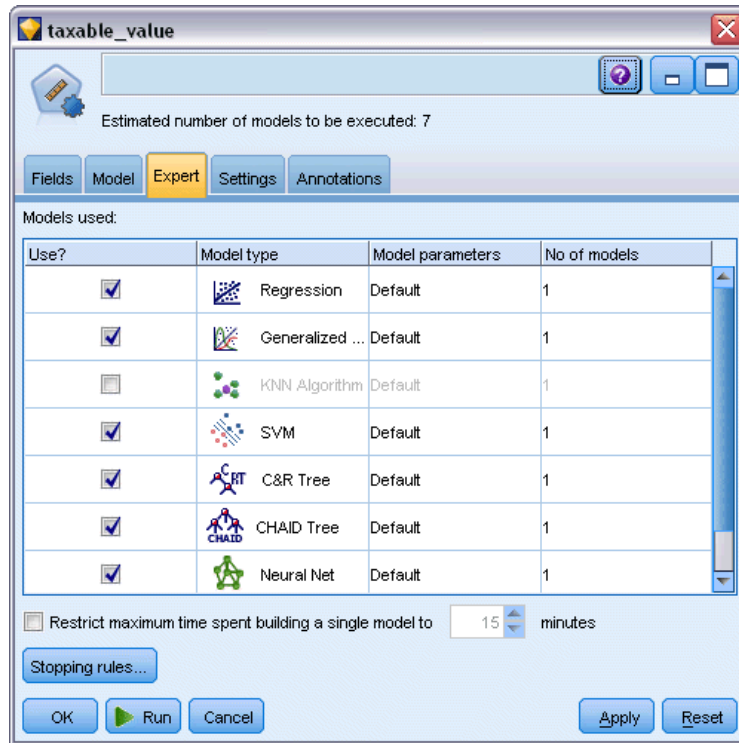 taxable_value
Estimated number of models to be executed: 7
Fields Model Expert Settings Annotations
Models used:
Use? Model type Model parameters No of models
Regression Default 1
Generalized ... Default 1
KNN Algorithm Default 1
SVM Default 1
C RT C&R Tree Default 1
CHAID CHAID Tree Default 1
Neural Net Default 1
Restrict maximum time spent building a single model to 15 minutes
Stopping rules...
OK Run Cancel Apply Reset